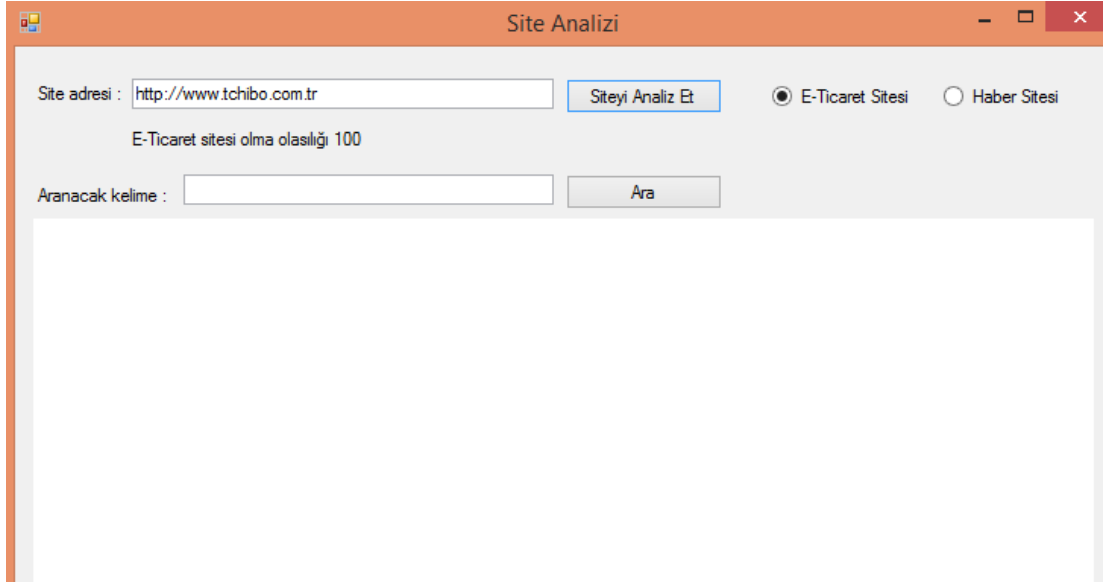 Site Analizi
Site adresi : http://www.tchibo.com.tr Siteyi Analiz Et E-Ticaret Sitesi Haber Sitesi
E-Ticaret sitesi olma olasılığı 100
Aranacak kelime : Ara